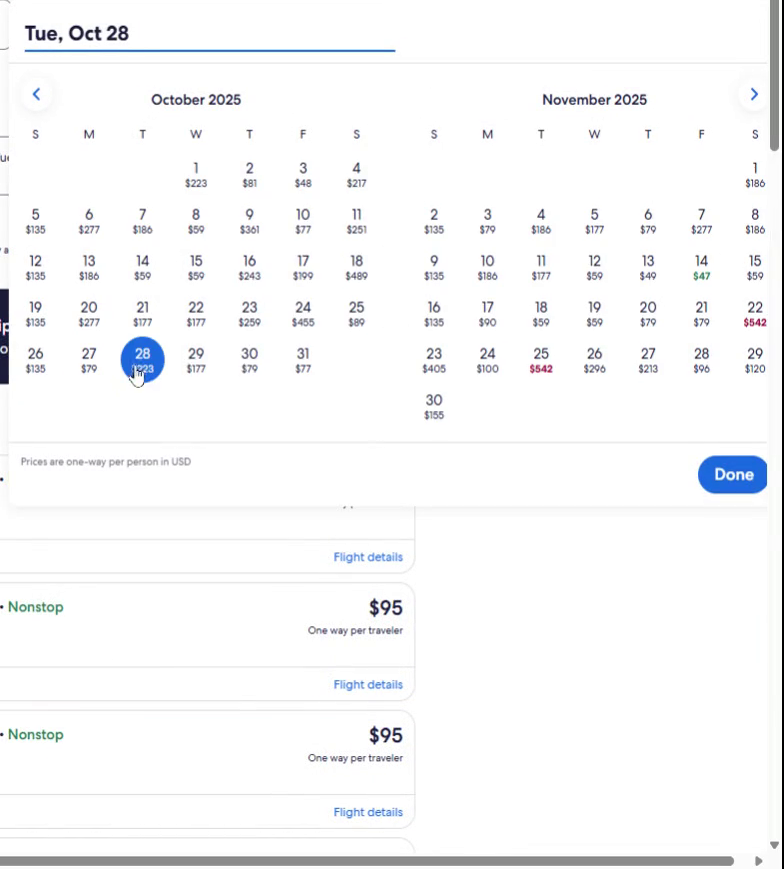 Tue, Oct 28
October 2025
S M T W T F S
1 2 3 4
$223 $81 $48 $217
5 6 7 8 9 10 11
$135 $277 $186 $59 $361 $77 $251
12 13 14 15 16 17 18
$135 $186 $59 $59 $243 $199 $489
19 20 21 22 23 24 25
$135 $277 $177 $177 $259 $455 $89
26 27 28 29 30 31
$135 $79 $177 $79 $77
November 2025
S M T W T F S
1
$186
2 3 4 5 6 7 8
$135 $79 $186 $177 $79 $277 $186
9 10 11 12 13 14 15
$135 $186 $177 $59 $49 $47 $59
16 17 18 19 20 21 22
$135 $90 $59 $59 $79 $79 $542
23 24 25 26 27 28 29
$405 $100 $542 $296 $213 $96 $120
30
$155
Prices are one-way per person in USD
Done
Flight details
• Nonstop $95
One way per traveler
Flight details
• Nonstop $95
One way per traveler
Flight details